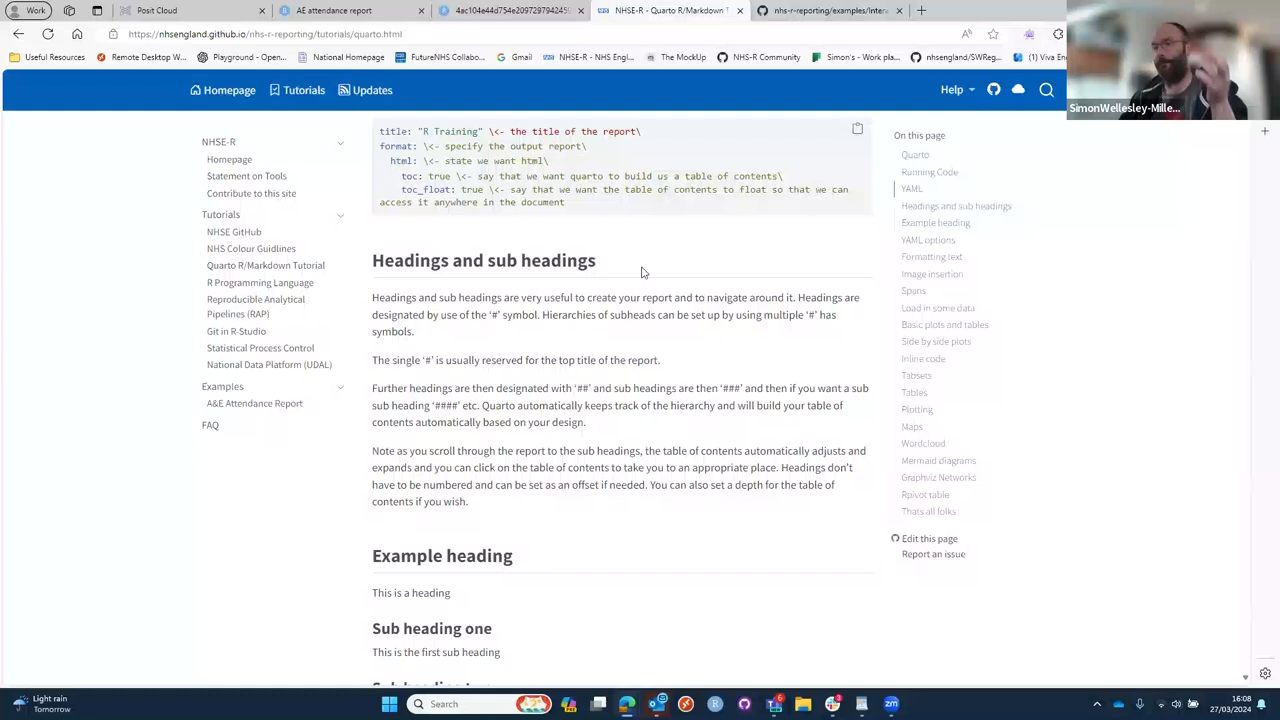 Work
Posit/Workbench
AE attendance report
4ac104e44d754e209729794245
NHSE-R - Quarto R/Markdown T
nhs-r-reporting/examples/Inter
https://nhsengland.github.io/nhs-r-reporting/tutorials/quarto.html
Useful Resources
Remote Desktop W...
Playground - Open...
National Homepage
FutureNHS Collabo...
Gmail
NHSE-R - NHS Engl...
The MockUp
NHS-R Community
Simon's - Work pla...
nhsengland/SWReg...
(1) Viva En
SimonWellesley-Mille...
Homepage
Tutorials
Updates
Help
NHSE-R
Homepage
Statement on Tools
Contribute to this site
Tutorials
NHSE GitHub
NHS Colour Guidlines
Quarto R/Markdown Tutorial
R Programming Language
Reproducible Analytical
Pipelines (RAP)
Git in R-Studio
Statistical Process Control
National Data Platform (UDAL)
Examples
A&E Attendance Report
FAQ
title: "R Training" \<- the title of the report\
format: \<- specify the output report\
html: \<- state we want html\
toc: true \<- say that we want quarto to build us a table of contents\
toc_float: true \<- say that we want the table of contents to float so that we can
access it anywhere in the document
Headings and sub headings
Headings and sub headings are very useful to create your report and to navigate around it. Headings are
designated by use of the ‘#’ symbol. Hierarchies of subheads can be set up by using multiple ‘#’ has
symbols.
The single ‘#’ is usually reserved for the top title of the report.
Further headings are then designated with ‘##’ and sub headings are then ‘###’ and then if you want a sub
sub heading ‘####’ etc. Quarto automatically keeps track of the hierarchy and will build your table of
contents automatically based on your design.
Note as you scroll through the report to the sub headings, the table of contents automatically adjusts and
expands and you can click on the table of contents to take you to an appropriate place. Headings don’t
have to be numbered and can be set as an offset if needed. You can also set a depth for the table of
contents if you wish.
Example heading
This is a heading
Sub heading one
This is the first sub heading
On this page
Quarto
Running Code
YAML
Headings and sub headings
Example heading
YAML options
Formatting text
Image insertion
Spans
Load in some data
Basic plots and tables
Side by side plots
Inline code
Tabsets
Tables
Plotting
Maps
Wordcloud
Mermaid diagrams
Graphviz Networks
Rpivot table
Thats all folks
Edit this page
Report an issue
Light rain
Tomorrow
Search
6
3
16:08
27/03/2024